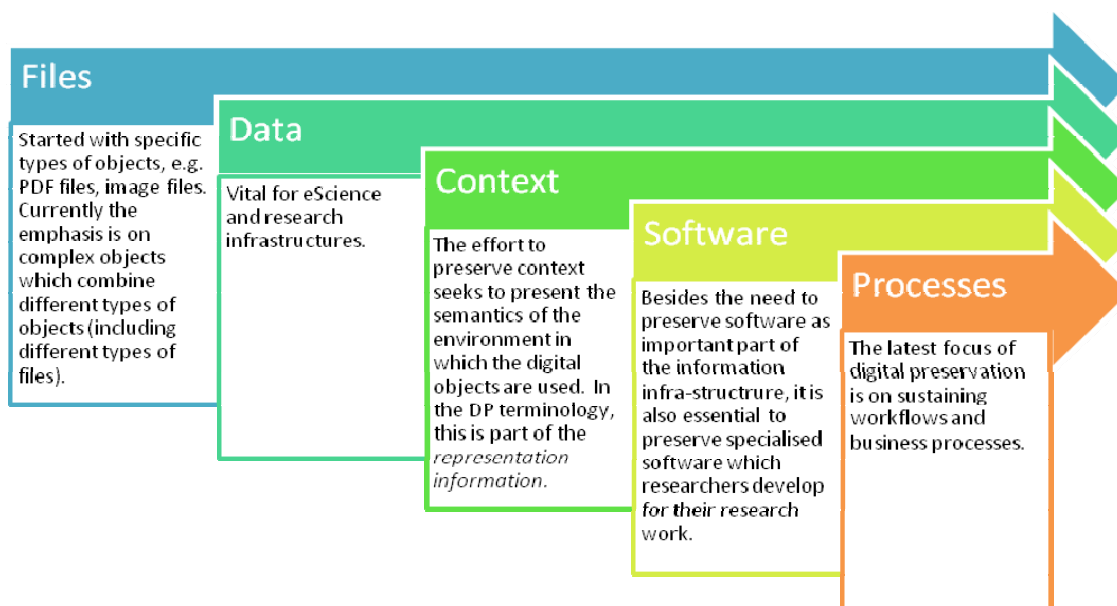 Files
Started with specific
types of objects, e.g.
PDF files, image files.
Currently the
emphasis is on
complex objects
which combine
different types of
objects (including
different types of
files).
Data
Vital for eScience
and research
infrastructures.
Context
The effort to
preserve context
seeks to present the
semantics of the
environment in
which the digital
objects are used. In
the DP terminology,
this is part of the
representation
information.
Software
Besides the need to
preserve software as
important part of
the information
infra-structrure, it is
also essential to
preserve specialised
software which
researchers develop
for their research
work.
Processes
The latest focus of
digital preservation
is on sustaining
workflows and
business processes.